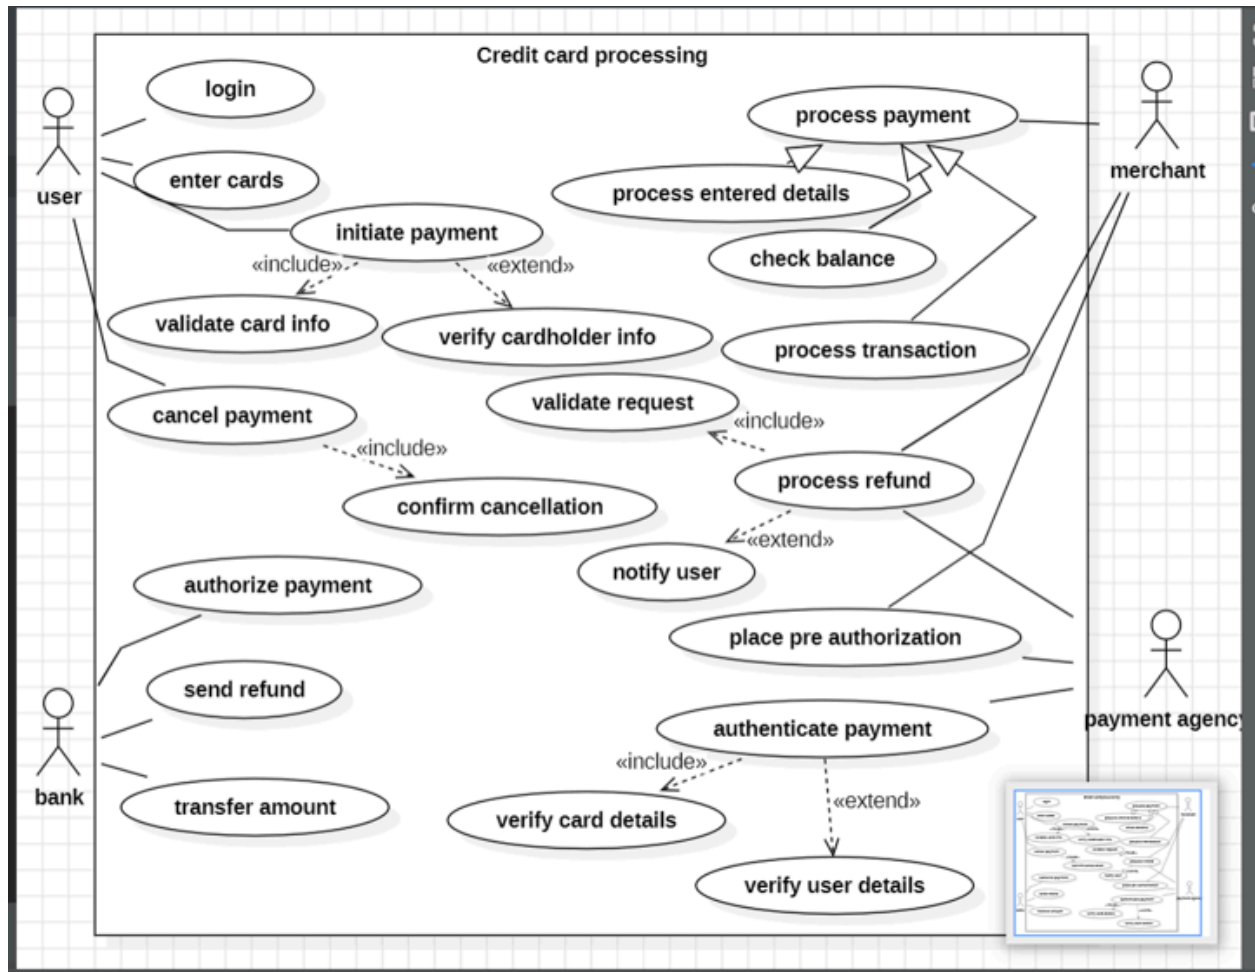 Credit card processing
login
process payment
merchant
enter cards
user
process entered details
initiate payment
check balance
«include»
«extend»
validate card info
verify cardholder info
process transaction
validate request
cancel payment
«include»
«include»
process refund
confirm cancellation
«extend»
notify user
authorize payment
place pre authorization
send refund
payment agency
authenticate payment
«include»
bank
transfer amount
«extend»
verify card details
verify user details